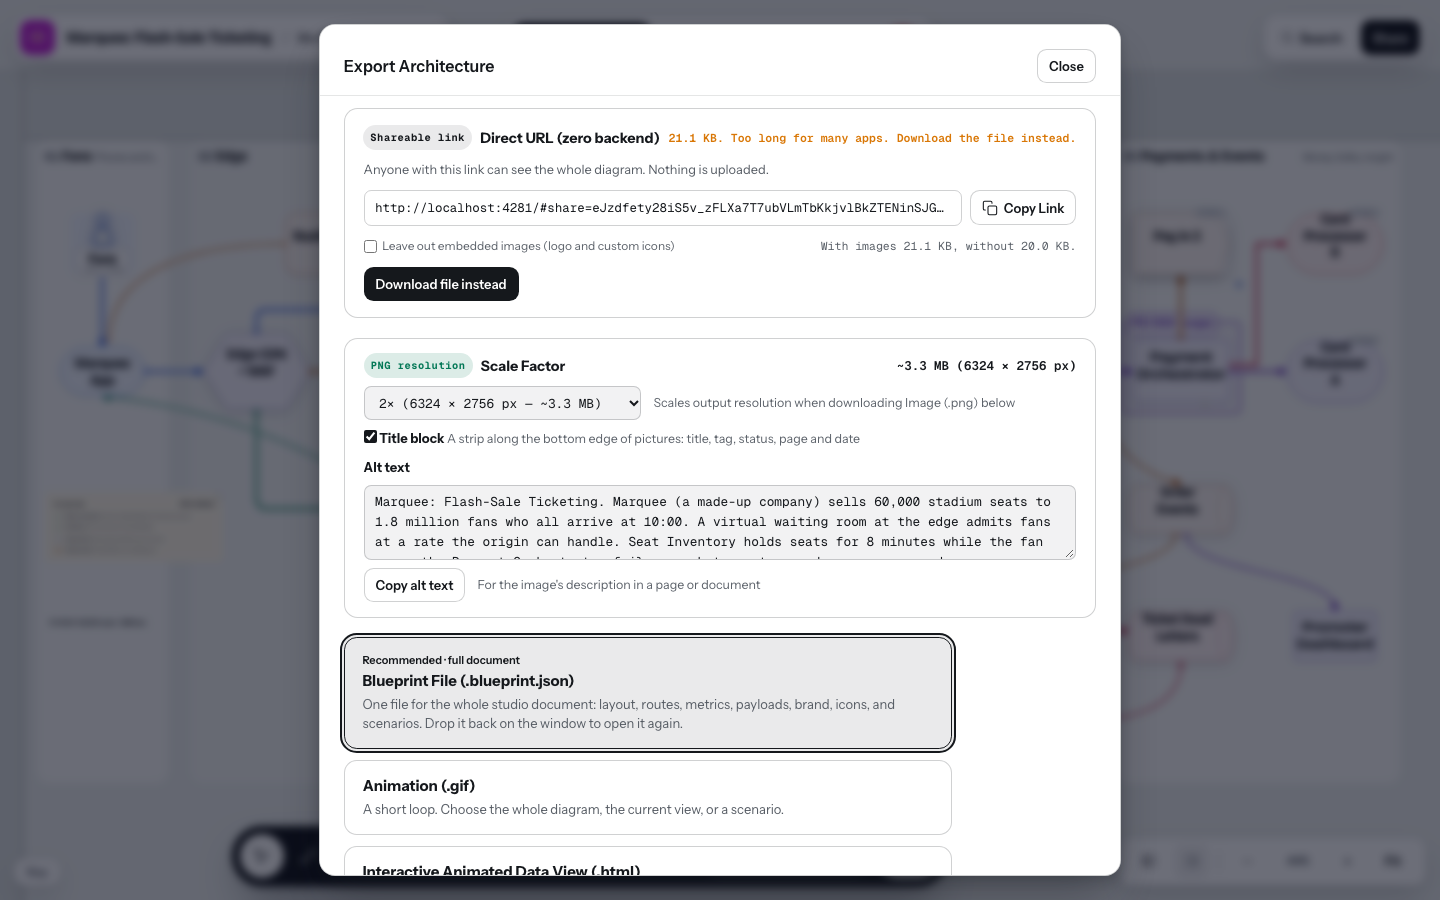 Marquee: Flash-Sale Ticketing
Search
Share
Export Architecture
Close
Shareable link
Direct URL (zero backend)
21.1 KB. Too long for many apps. Download the file instead.
Anyone with this link can see the whole diagram. Nothing is uploaded.
http://localhost:4281/#share=eJzdfety28iS5v_zFLXa7T7ubVLmTbKkjvlBkZTENinSJG…
Copy Link
Leave out embedded images (logo and custom icons)
With images 21.1 KB, without 20.0 KB.
Download file instead
PNG resolution
Scale Factor
~3.3 MB (6324 × 2756 px)
2× (6324 × 2756 px — ~3.3 MB)
Scales output resolution when downloading Image (.png) below
Title block A strip along the bottom edge of pictures: title, tag, status, page and date
Alt text
Marquee: Flash-Sale Ticketing. Marquee (a made-up company) sells 60,000 stadium seats to
1.8 million fans who all arrive at 10:00. A virtual waiting room at the edge admits fans
at a rate the origin can handle. Seat Inventory holds seats for 8 minutes while the fan
Copy alt text
For the image's description in a page or document
Recommended · full document
Blueprint File (.blueprint.json)
One file for the whole studio document: layout, routes, metrics, payloads, brand, icons, and
scenarios. Drop it back on the window to open it again.
Animation (.gif)
A short loop. Choose the whole diagram, the current view, or a scenario.
Interactive Animated Data View (.html)